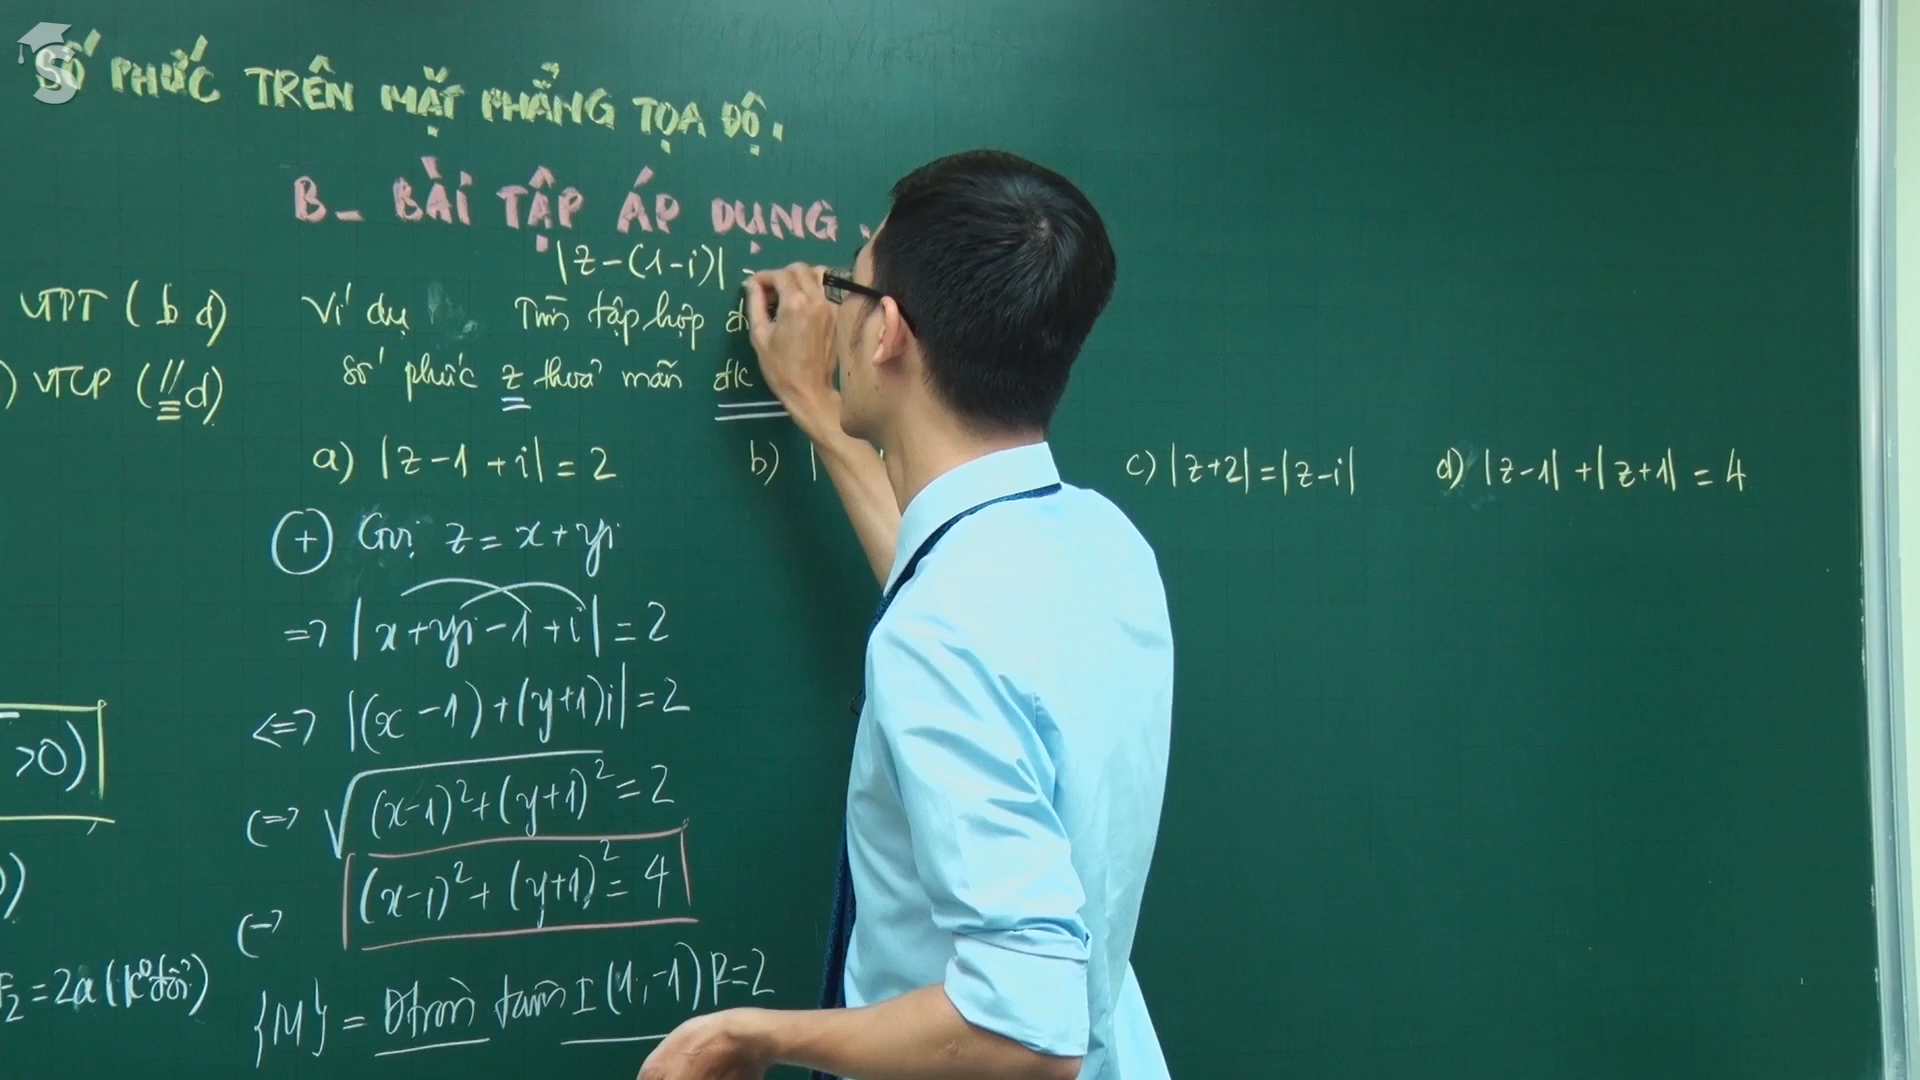 SỐ PHỨC TRÊN MẶT PHẲNG TỌA ĐỘ.
B- BÀI TẬP ÁP DỤNG.
|z-(1-i)| =
VTPT (⊥ d)
) VTCP (// d)
Ví dụ Tìm tập hợp
số phức z thoả mãn đk
a) |z-1+i| = 2
b) |
c) |z+2| = |z-i|
d) |z-1| + |z+1| = 4
(+) Gọi z = x+yi
=> |x+yi-1+i| = 2
<=> |(x-1)+(y+1)i| = 2
<=> √(x-1)²+(y+1)² = 2
<=> (x-1)²+(y+1)² = 4
{M} = Đtròn tâm I(1,-1) R=2
>0)
)
F₂ = 2a (k⁰ đổi)
S